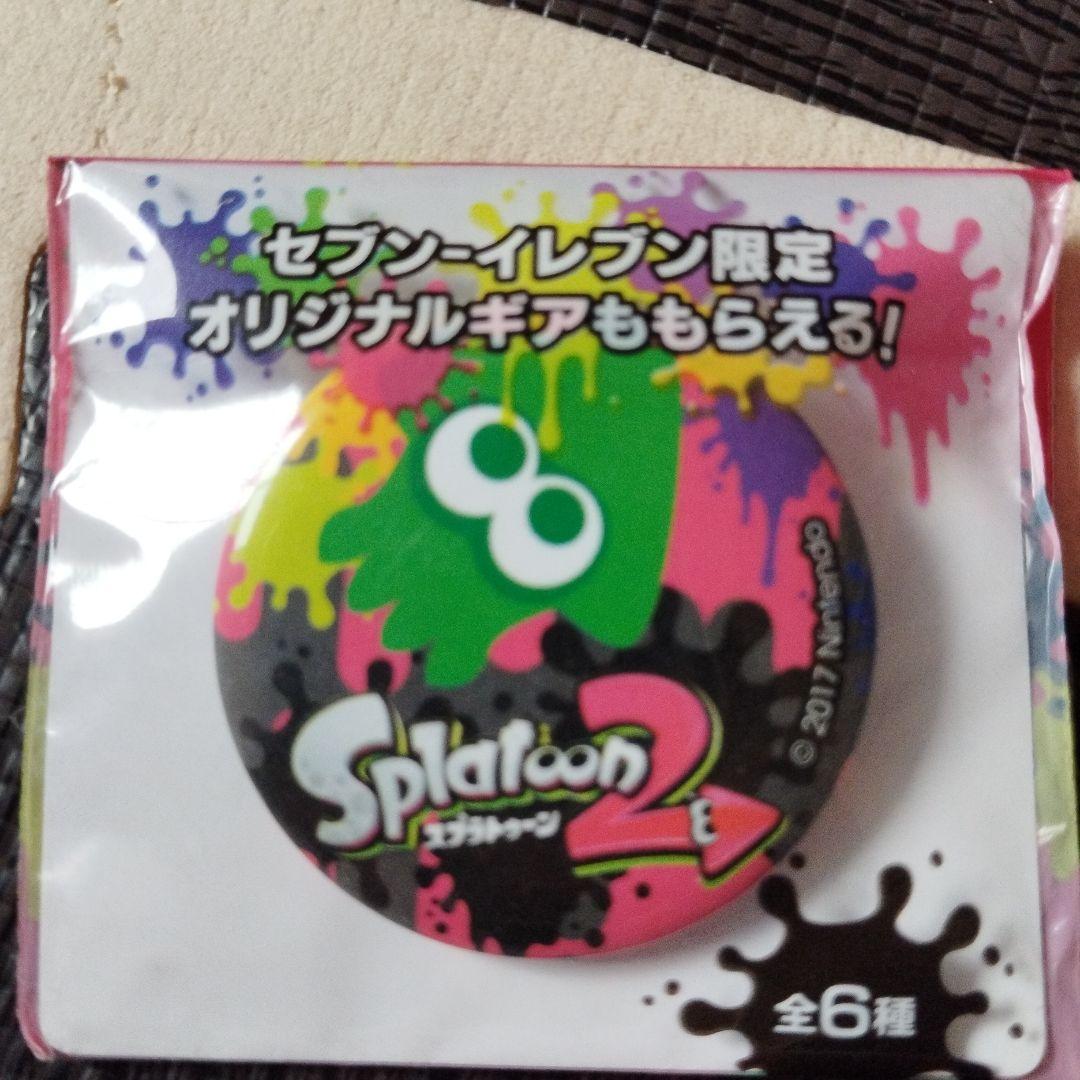 セブン-イレブン限定
オリジナルギアももらえる!
Splatoon 2
スプラトゥーン
© 2017 Nintendo
全6種